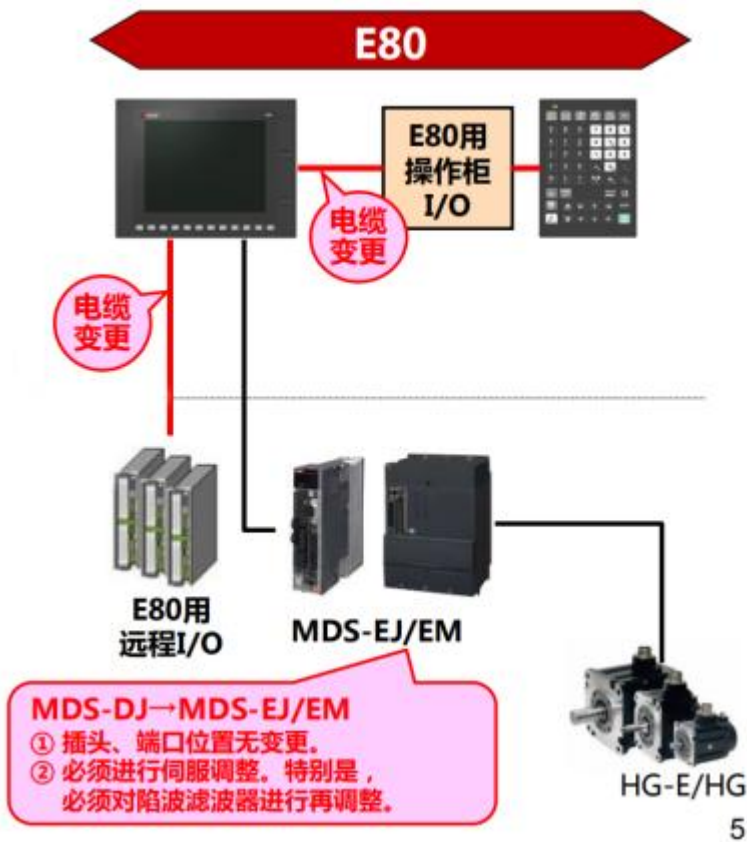 E80
E80用
操作柜
I/O
电缆
变更
电缆
变更
E80用
远程I/O
MDS-EJ/EM
MDS-DJ→MDS-EJ/EM
① 插头、端口位置无变更。
② 必须进行伺服调整。特别是，
必须对陷波滤波器进行再调整。
HG-E/HG
5